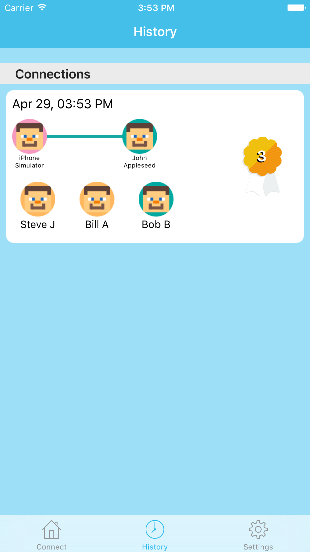 Carrier 3:53 PM
History
Connections
Apr 29, 03:53 PM
iPhone
Simulator
John
Appleseed
3
Steve J Bill A Bob B
Connect History Settings